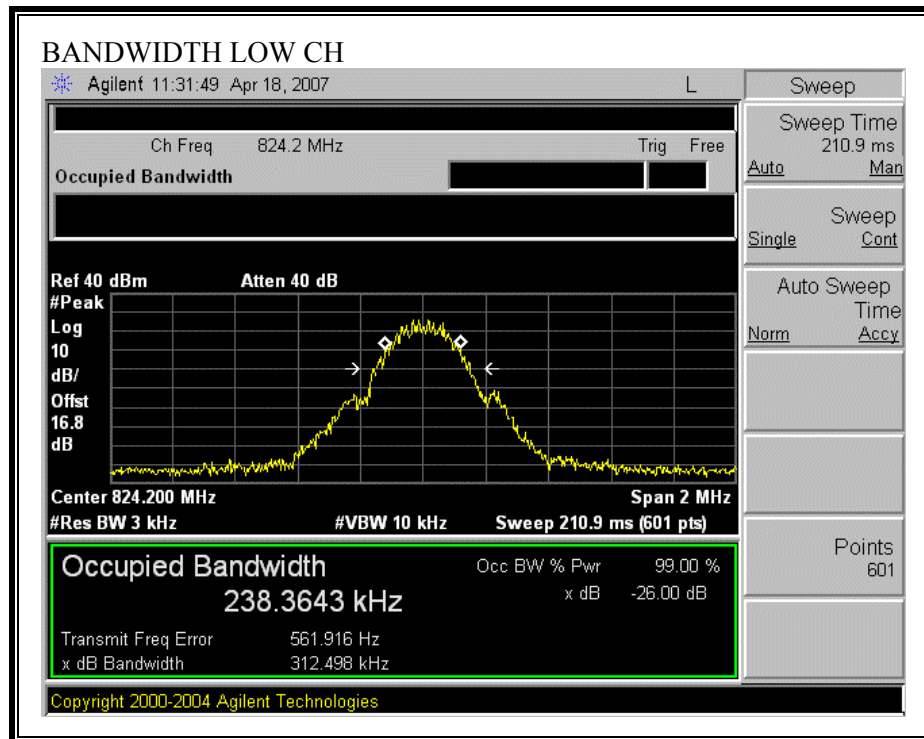 BANDWIDTH LOW CH
Agilent 11:31:49 Apr 18, 2007 L
Sweep
Ch Freq 824.2 MHz Trig Free
Occupied Bandwidth
Sweep Time
210.9 ms
Auto Man
Sweep
Single Cont
Auto Sweep
Time
Norm Accy
Ref 40 dBm Atten 40 dB
#Peak
Log
10
dB/
Offst
16.8
dB
Center 824.200 MHz Span 2 MHz
#Res BW 3 kHz #VBW 10 kHz Sweep 210.9 ms (601 pts)
Points
601
Occupied Bandwidth Occ BW % Pwr 99.00 %
238.3643 kHz x dB -26.00 dB
Transmit Freq Error 561.916 Hz
x dB Bandwidth 312.498 kHz
Copyright 2000-2004 Agilent Technologies